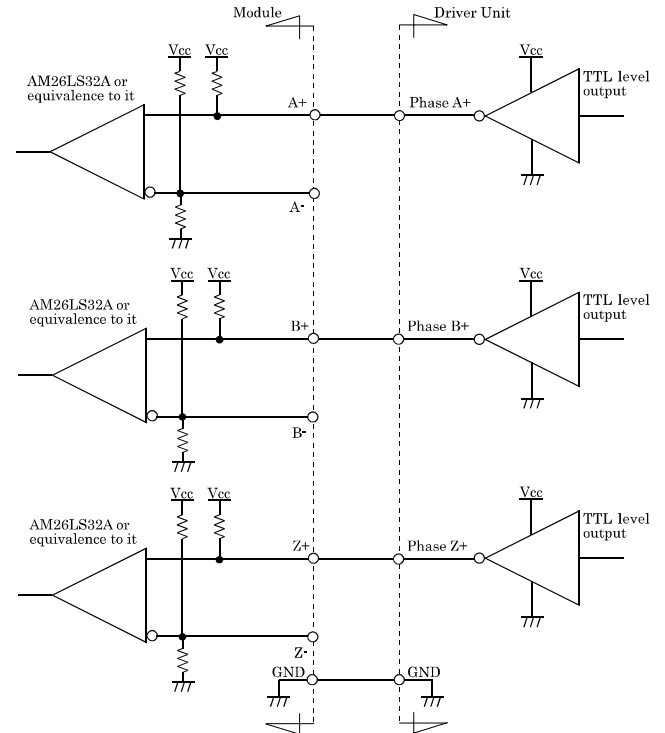 Module
Driver Unit
Vcc
Vcc
Vcc
AM26LS32A or
equivalence to it
TTL level
output
A+
Phase A+
A-
Vcc
Vcc
Vcc
AM26LS32A or
equivalence to it
TTL level
output
B+
Phase B+
B-
Vcc
Vcc
Vcc
AM26LS32A or
equivalence to it
TTL level
output
Z+
Phase Z+
Z-
GND
GND